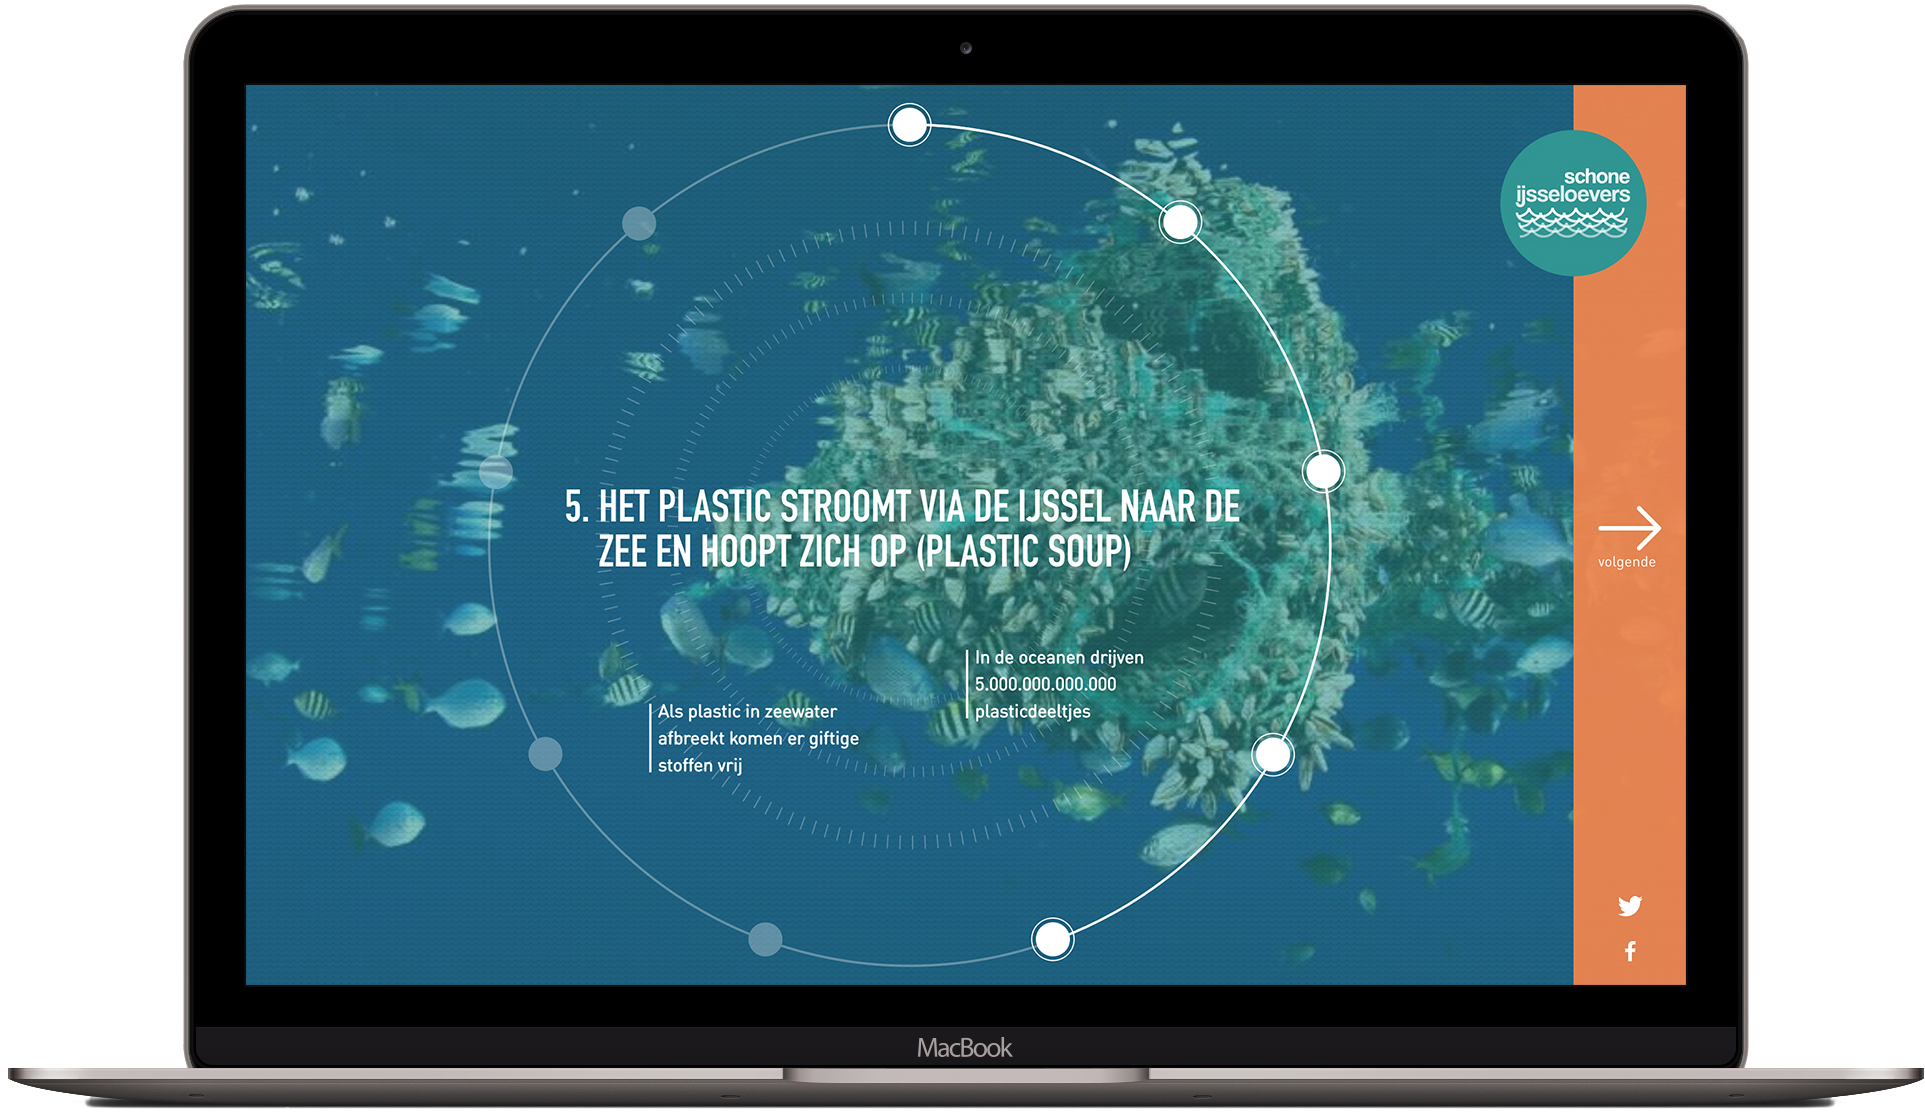 schone
ijsseloevers
5. HET PLASTIC STROOMT VIA DE IJSSEL NAAR DE
ZEE EN HOOPT ZICH OP (PLASTIC SOUP)
volgende
In de oceanen drijven
5.000.000.000.000
plasticdeeltjes
Als plastic in zeewater
afbreekt komen er giftige
stoffen vrij
MacBook